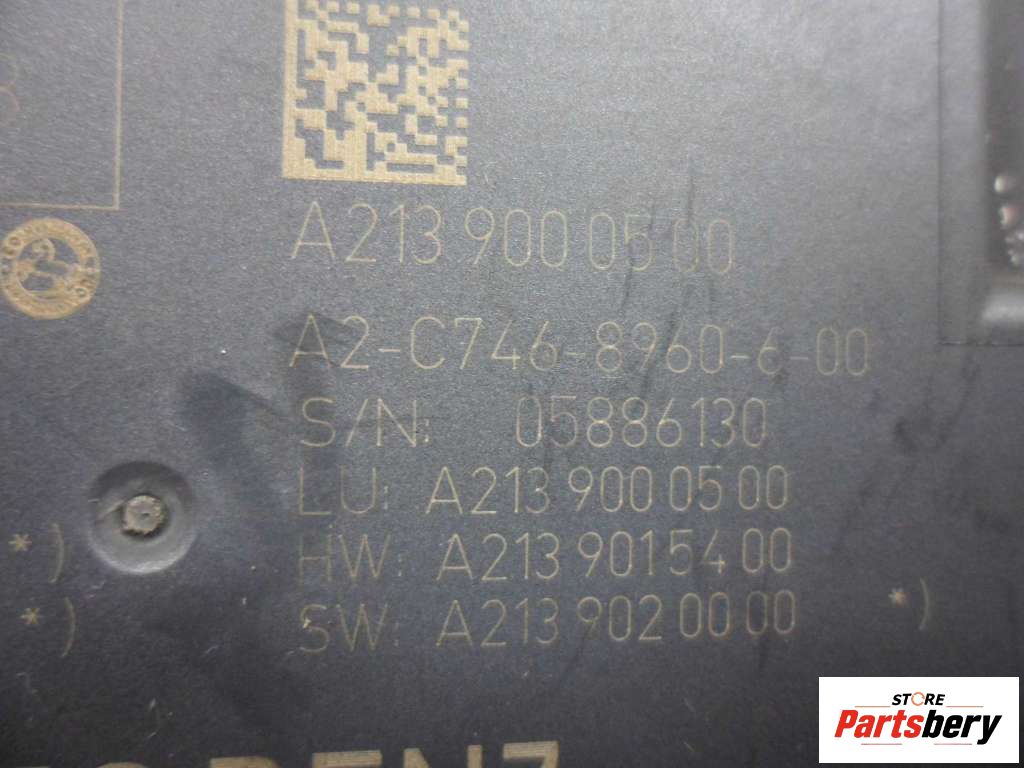 A213 900 05 00
A2-C746-8960-6-00
S/N: 05886130
LU: A213 900 05 00
HW: A213 901 54 00
*)
SW: A213 902 00 00 *)
*)
STORE
Partsbery